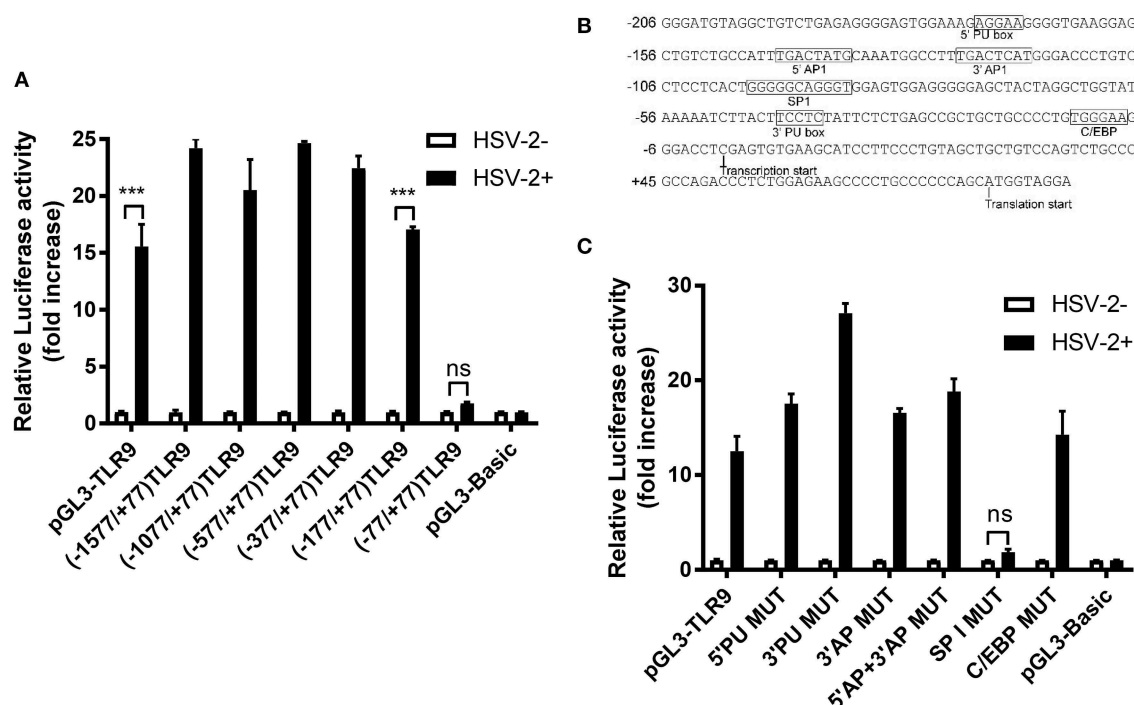 A
Relative Luciferase activity
(fold increase)
25
20
15
10
5
0
HSV-2-
HSV-2+
***
***
ns
pGL3-TLR9
(-1577/+77)TLR9
(-1077/+77)TLR9
(-577/+77)TLR9
(-377/+77)TLR9
(-177/+77)TLR9
(-77/+77)TLR9
pGL3-Basic
B
-206 GGGATGTAGGCTGTCTGAGAGGGGAGTGGAAAGAGGAAGGGGTGAAGGAG
5' PU box
-156 CTGTCTGCCATTTGACTATGCAAATGGCCTTTGACTCATGGGACCCTGTC
5' AP1 3' AP1
-106 CTCCTCACTGGGGGCAGGGTGGAGTGGAGGGGGAGCTACTAGGCTGGTAT
SP1
-56 AAAAATCTTACTTCCTCTATTCTCTGAGCCGCTGCTGCCCCTGTGGGAAG
3' PU box C/EBP
-6 GGACCTCGAGTGTGAAGCATCCTTCCCTGTAGCTGCTGTCCAGTCTGCCC
Transcription start
+45 GCCAGACCCTCTGGAGAAGCCCCTGCCCCCCAGCATGGTAGGA
Translation start
C
Relative Luciferase activity
(fold increase)
30
20
10
0
HSV-2-
HSV-2+
ns
pGL3-TLR9
5'PU MUT
3'PU MUT
3'AP MUT
5'AP+3'AP MUT
SP I MUT
C/EBP MUT
pGL3-Basic